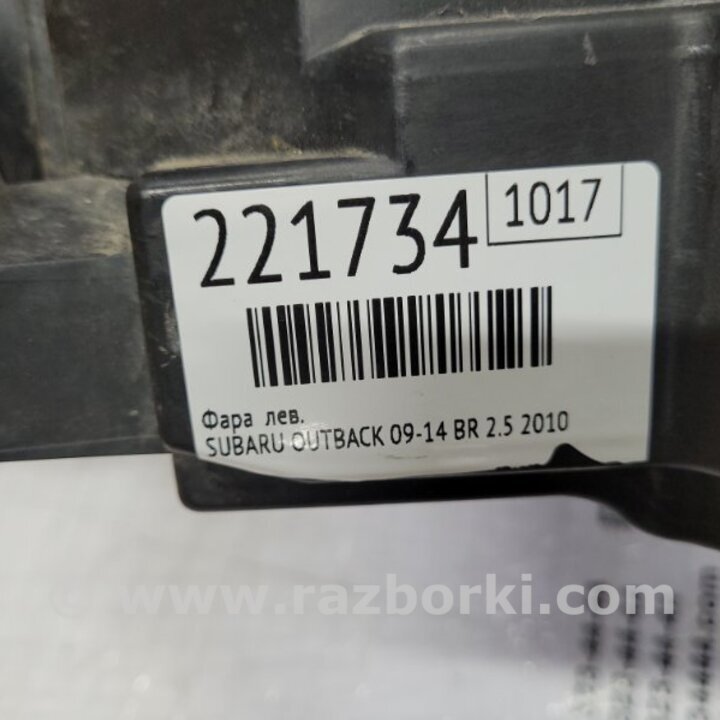 221734
1017
Фара лев.
SUBARU OUTBACK 09-14 BR 2.5 2010
www.razborki.com